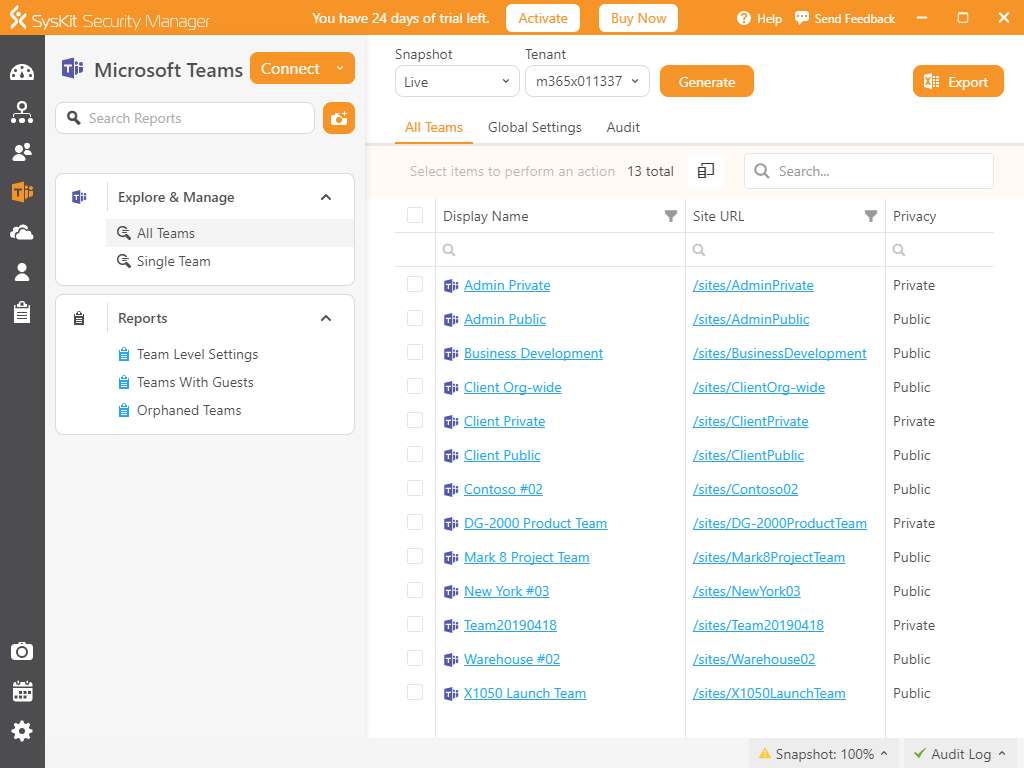 SysKit Security Manager
You have 24 days of trial left. Activate Buy Now Help Send Feedback
Microsoft Teams Connect
Search Reports
Explore & Manage
All Teams
Single Team
Reports
Team Level Settings
Teams With Guests
Orphaned Teams
Snapshot Tenant
Live m365x011337 Generate Export
All Teams Global Settings Audit
Select items to perform an action 13 total Search...
Display Name Site URL Privacy
Admin Private /sites/AdminPrivate Private
Admin Public /sites/AdminPublic Public
Business Development /sites/BusinessDevelopment Public
Client Org-wide /sites/ClientOrg-wide Public
Client Private /sites/ClientPrivate Private
Client Public /sites/ClientPublic Public
Contoso #02 /sites/Contoso02 Public
DG-2000 Product Team /sites/DG-2000ProductTeam Private
Mark 8 Project Team /sites/Mark8ProjectTeam Public
New York #03 /sites/NewYork03 Public
Team20190418 /sites/Team20190418 Private
Warehouse #02 /sites/Warehouse02 Public
X1050 Launch Team /sites/X1050LaunchTeam Public
Snapshot: 100% Audit Log